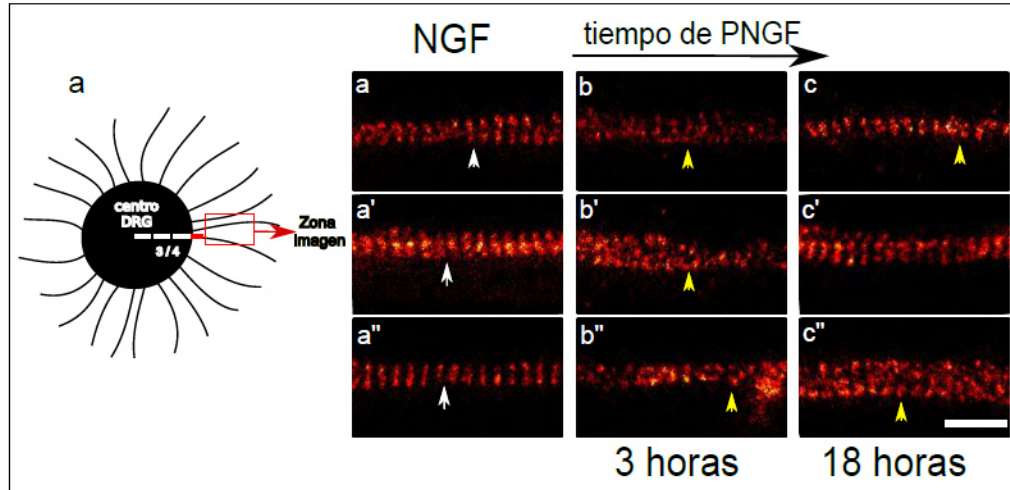 NGF
tiempo de PNGF
a
centro
DRG
3/4
Zona
imagen
a
b
c
a'
b'
c'
a"
b"
c"
3 horas
18 horas